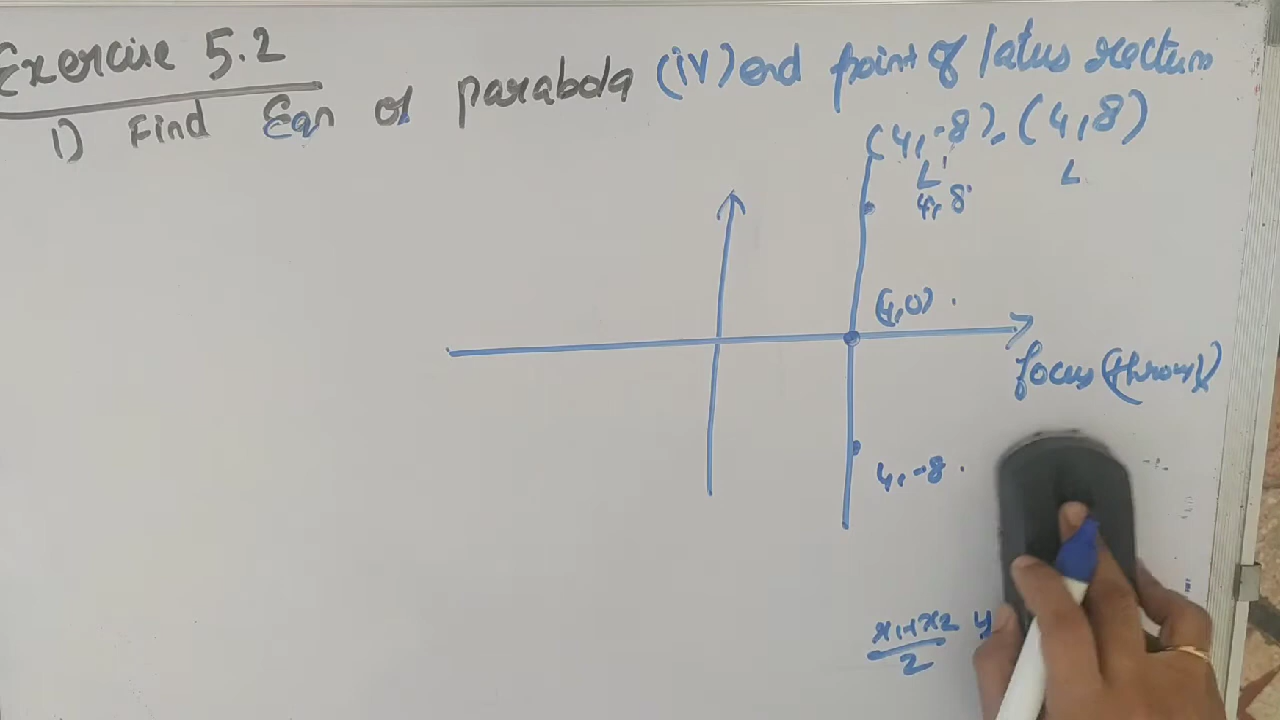 Exercise 5.2
1) Find Eqn of parabola (iv) end point of latus rectum
(4,-8). (4,8)
L' L
4,8
(4,0).
focus (throus)
4,-8.
x1+x2 y
2